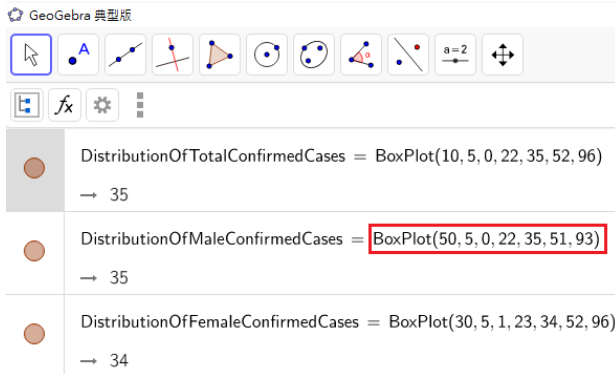 GeoGebra 典型版
A
α
a=2
fx
DistributionOfTotalConfirmedCases = BoxPlot(10, 5, 0, 22, 35, 52, 96)
→ 35
DistributionOfMaleConfirmedCases = BoxPlot(50, 5, 0, 22, 35, 51, 93)
→ 35
DistributionOfFemaleConfirmedCases = BoxPlot(30, 5, 1, 23, 34, 52, 96)
→ 34